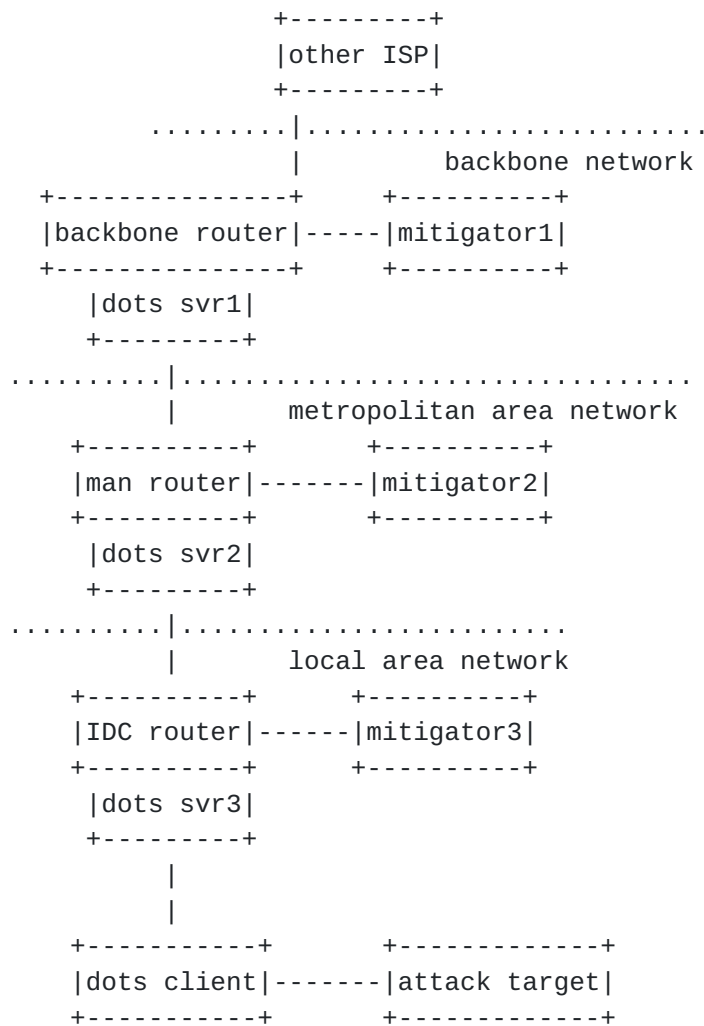 other ISP
backbone network
backbone router mitigator1
dots svr1
metropolitan area network
man router mitigator2
dots svr2
local area network
IDC router mitigator3
dots svr3
dots client attack target